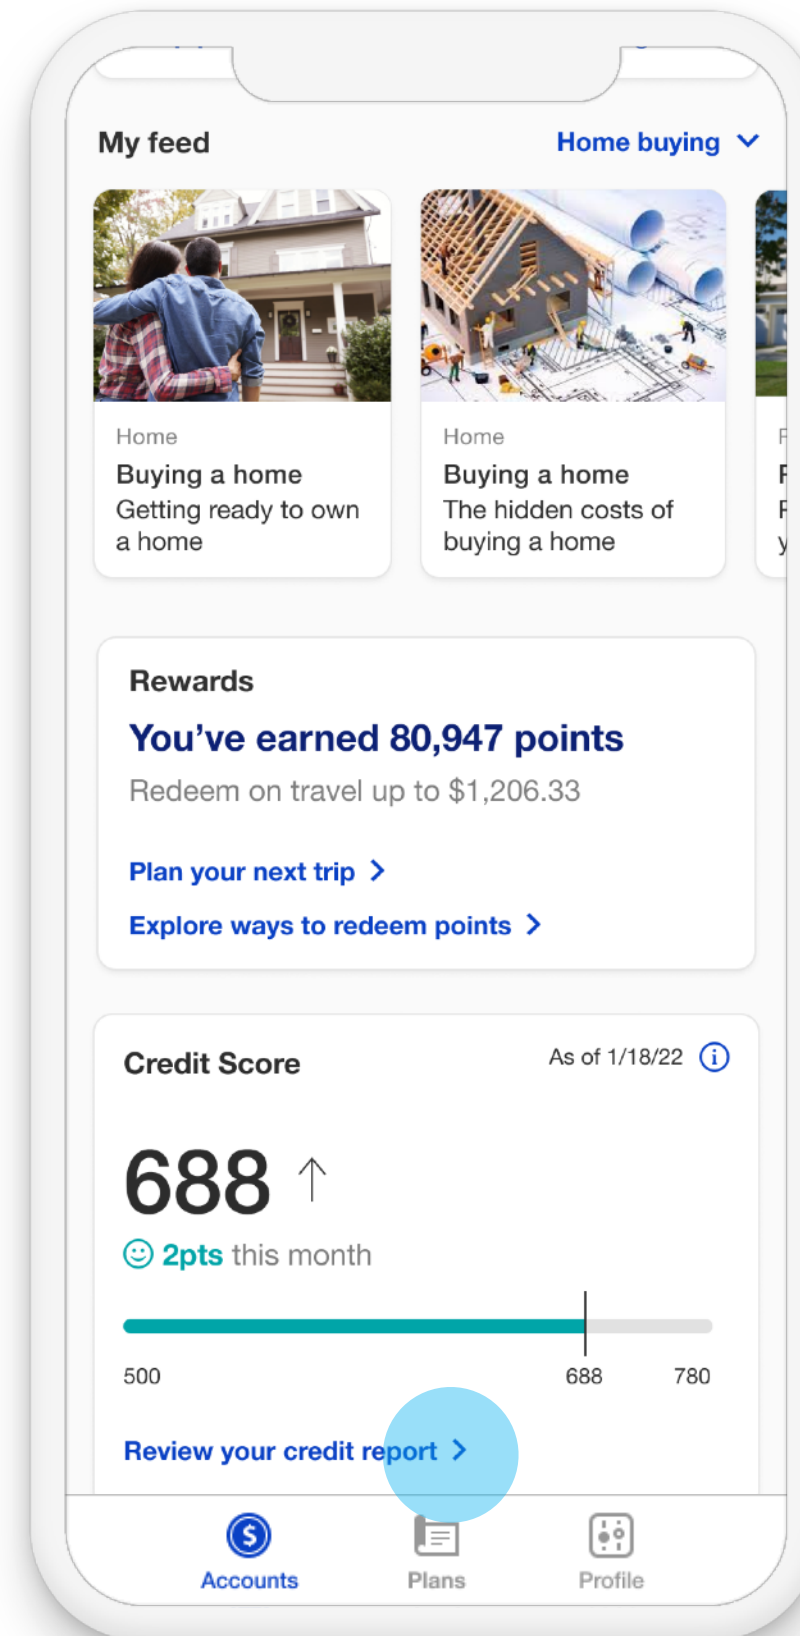 My feed
Home buying
Home
Buying a home
Getting ready to own
a home
Home
Buying a home
The hidden costs of
buying a home
Rewards
You've earned 80,947 points
Redeem on travel up to $1,206.33
Plan your next trip
Explore ways to redeem points
Credit Score
As of 1/18/22
688
2pts this month
500
688
780
Review your credit report
Accounts
Plans
Profile